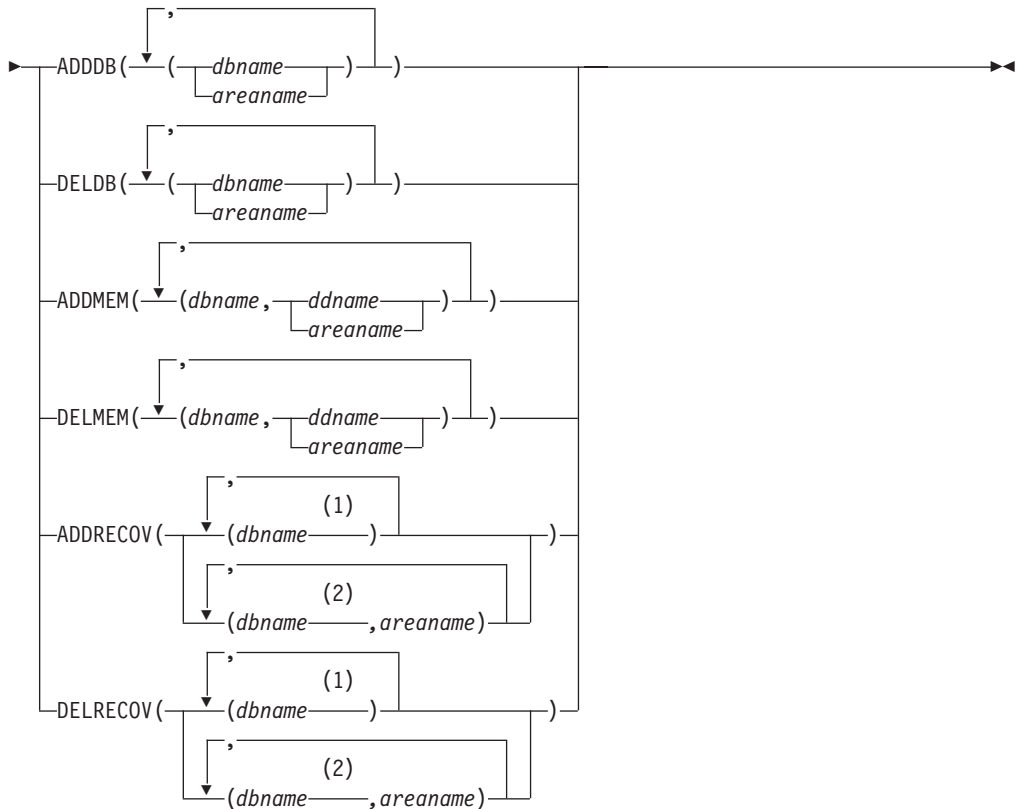 ,
ADDDB( ( dbname ) )
areaname
,
DELDB( ( dbname ) )
areaname
,
ADDMEM( (dbname, ddname ) )
areaname
,
DELMEM( (dbname, ddname ) )
areaname
,
(1)
ADDRECOV( (dbname ) )
,
(2)
(dbname ,areaname)
,
(1)
DELRECOV( (dbname ) )
,
(2)
(dbname ,areaname)